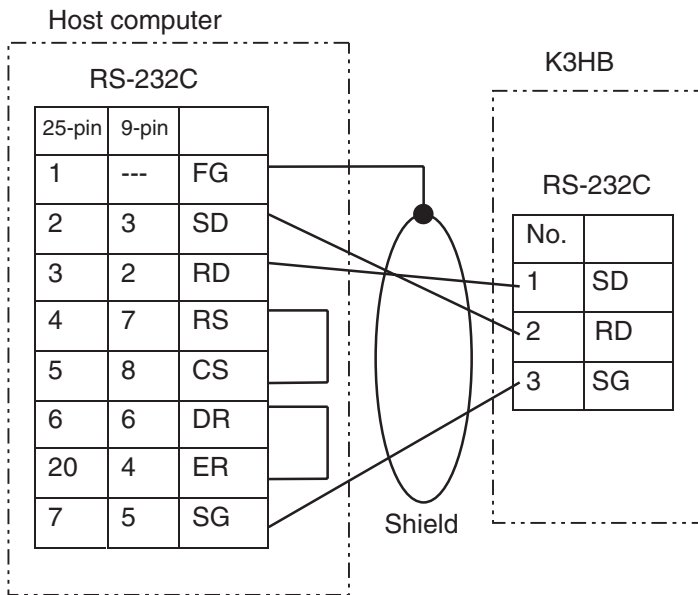 Host computer
RS-232C
25-pin 9-pin
1 --- FG
2 3 SD
3 2 RD
4 7 RS
5 8 CS
6 6 DR
20 4 ER
7 5 SG
Shield
K3HB
RS-232C
No.
1 SD
2 RD
3 SG